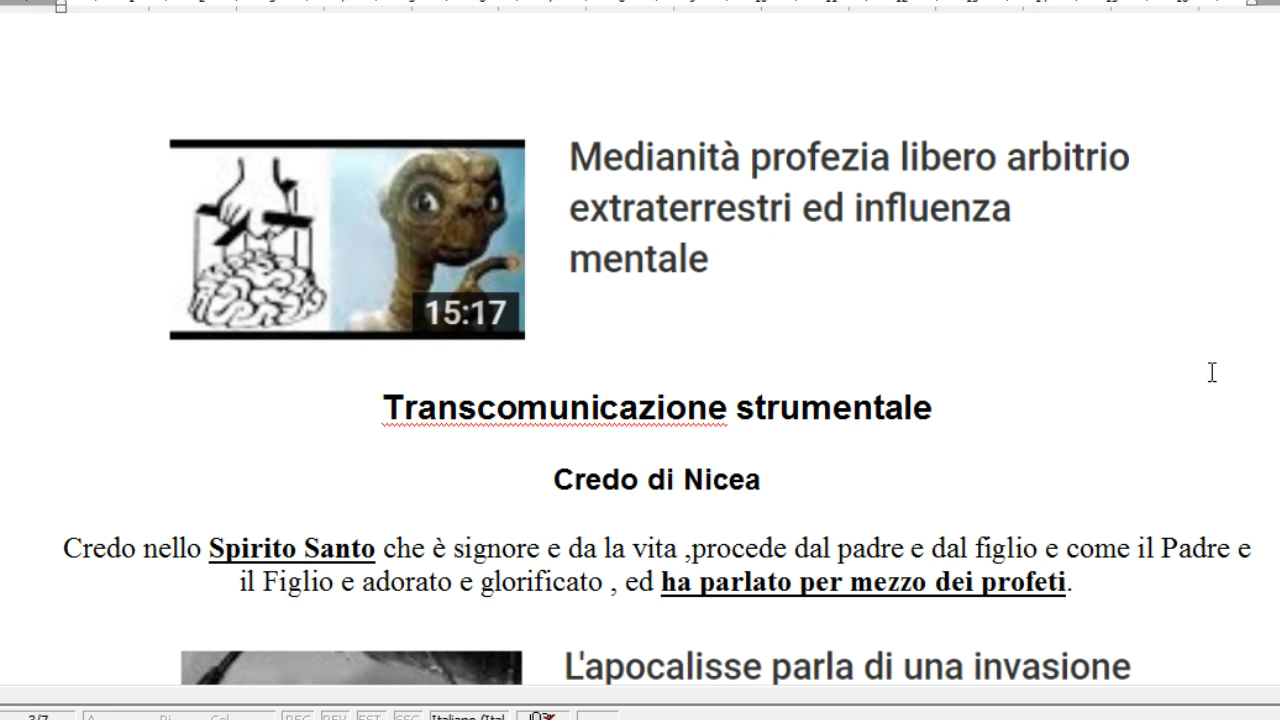 Medianità profezia libero arbitrio
extraterrestri ed influenza
mentale
15:17
Transcomunicazione strumentale
Credo di Nicea
Credo nello Spirito Santo che è signore e da la vita ,procede dal padre e dal figlio e come il Padre e
il Figlio e adorato e glorificato , ed ha parlato per mezzo dei profeti.
L'apocalisse parla di una invasione